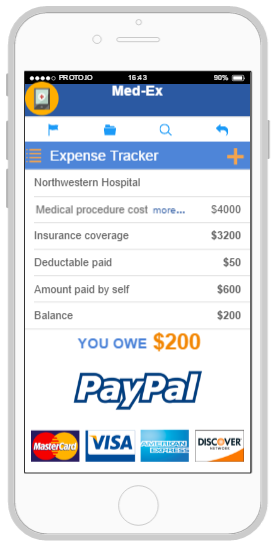 PROTO.IO 16:43 90%
Med-Ex
Expense Tracker
Northwestern Hospital
Medical procedure cost more... $4000
Insurance coverage $3200
Deductable paid $50
Amount paid by self $600
Balance $200
YOU OWE $200
PayPal
MasterCard VISA AMERICAN EXPRESS DISCOVER NETWORK